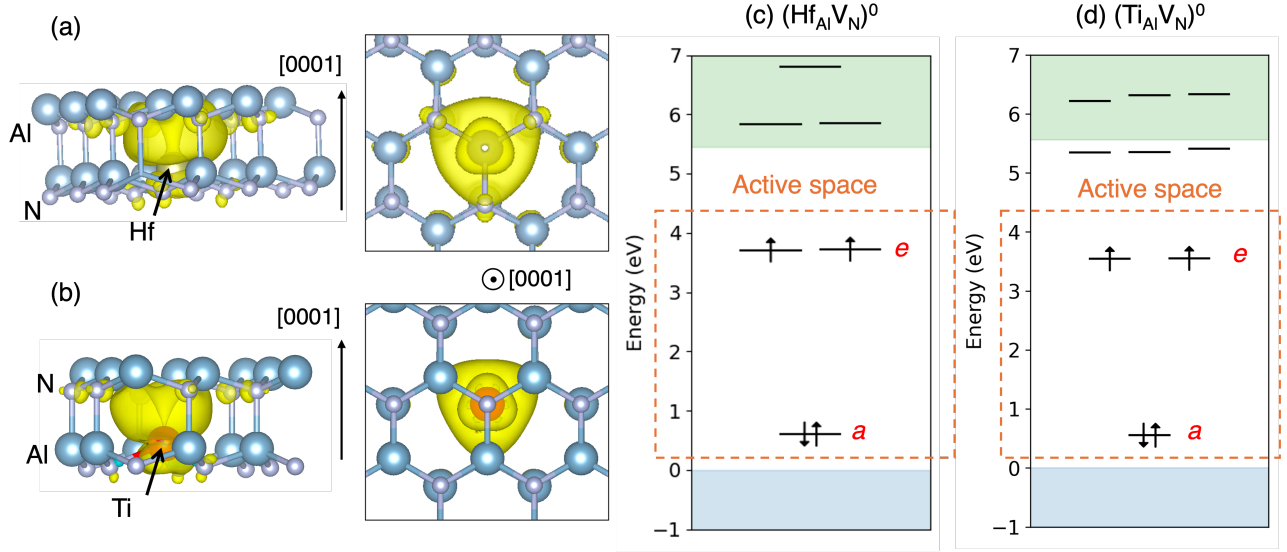 (a)
[0001]
Al
N
Hf
(b)
[0001]
N
Al
Ti
⊙[0001]
(c) (Hf_AlV_N)⁰
7
6
5
4
3
2
1
0
−1
Energy (eV)
Active space
e
a
(d) (Ti_AlV_N)⁰
7
6
5
4
3
2
1
0
−1
Energy (eV)
Active space
e
a